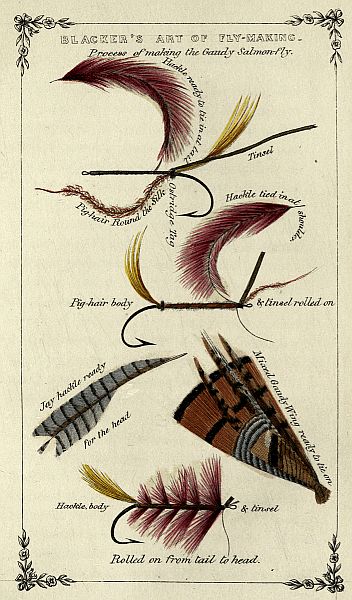 BLACKER'S ART OF FLY-MAKING.
Process of making the Gaudy Salmon-fly.
Hackle ready to tie in at tail
Tinsel
Pig hair Round the Silk
Ostridge Tag
Hackle tied in at shoulder
Pig-hair body
& tinsel rolled on
Jay hackle ready
for the head
Mixed Gaudy Wing ready to tie on
Hackle, body
& tinsel
Rolled on from tail to head.